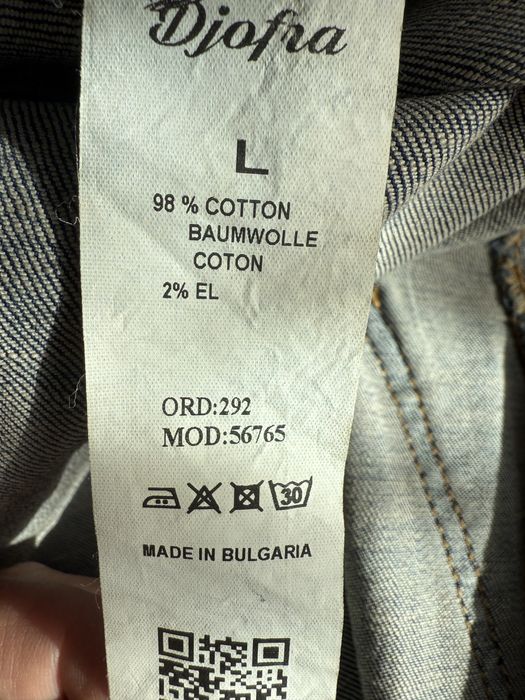 Djofra
L
98 % COTTON
BAUMWOLLE
COTON
2% EL
ORD:292
MOD:56765
30
MADE IN BULGARIA